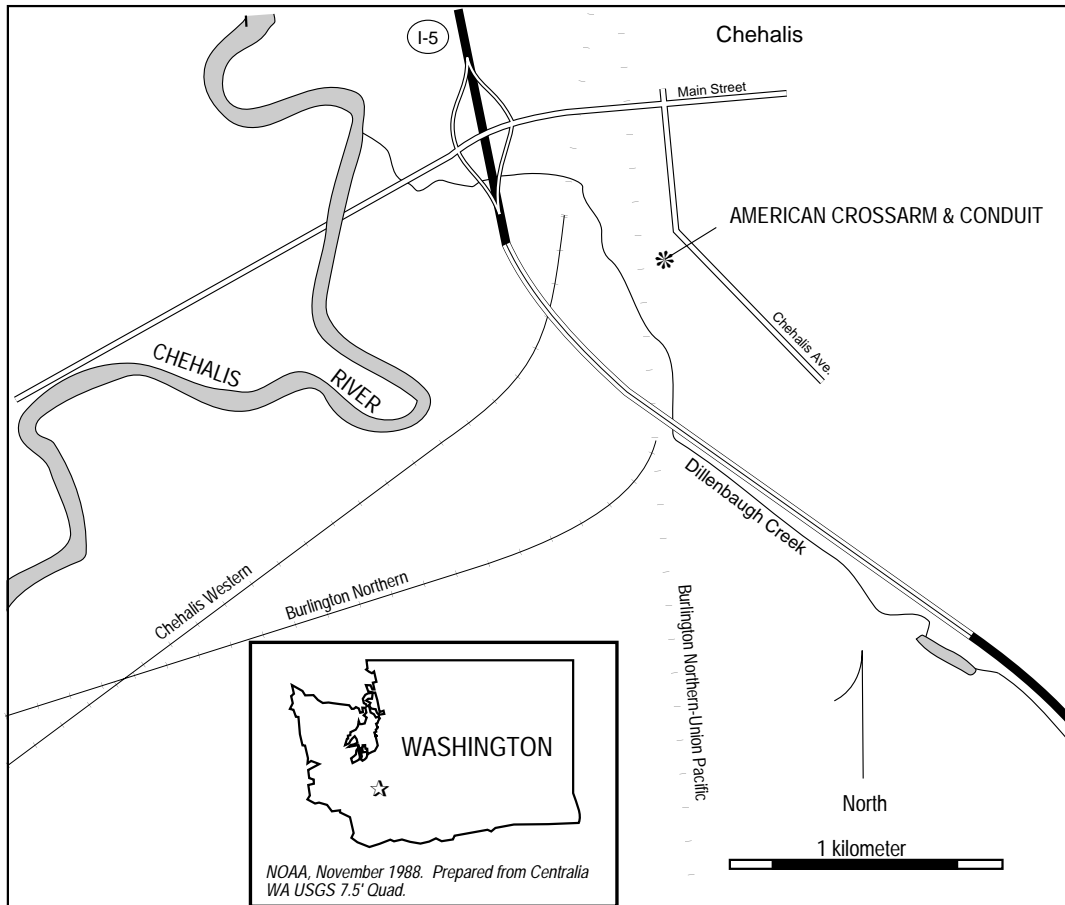 I-5
Chehalis
Main Street
AMERICAN CROSSARM & CONDUIT
Chehalis Ave.
CHEHALIS
RIVER
Dillenbaugh Creek
Chehalis Western
Burlington Northern
Burlington Northern-Union Pacific
WASHINGTON
NOAA, November 1988. Prepared from Centralia
WA USGS 7.5' Quad.
North
1 kilometer